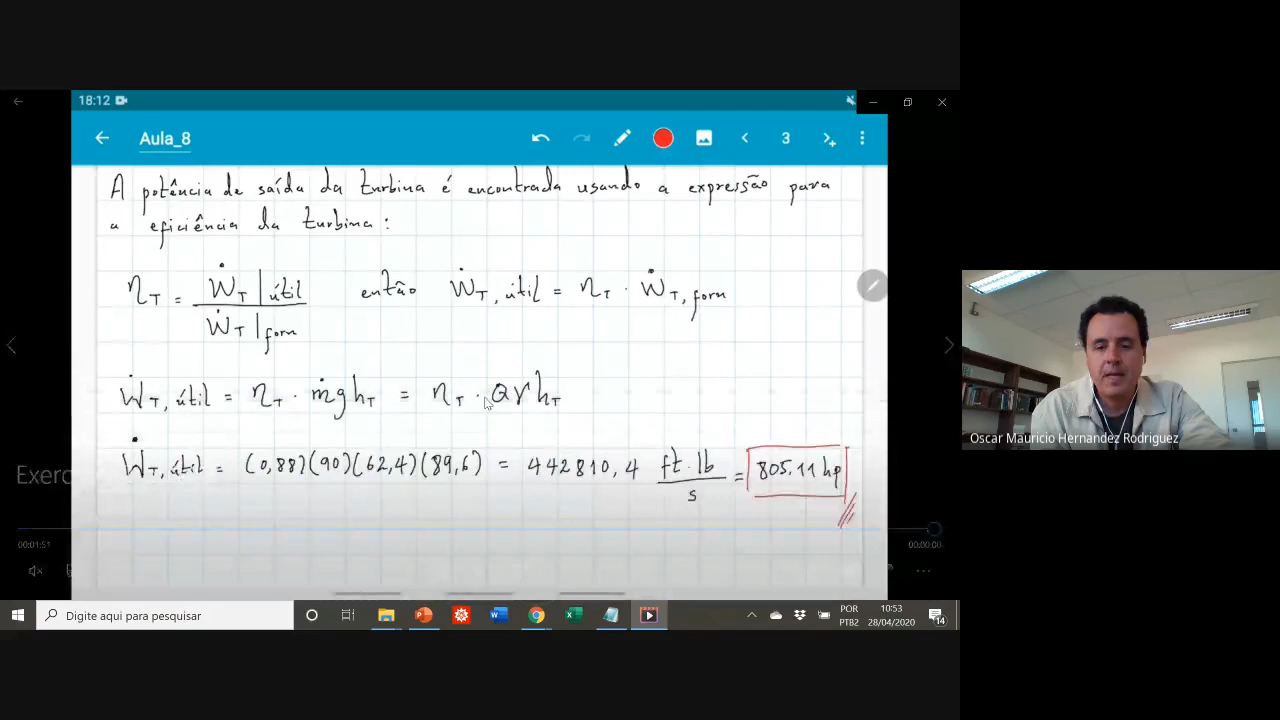 18:12
Aula_8
3
A potência de saída da turbina é encontrada usando a expressão para
a eficiência da turbina:
η_T = Ẇ_T|útil / Ẇ_T|forn então Ẇ_T, útil = η_T · Ẇ_T, forn
Ẇ_T, útil = η_T · ṁgh_T = η_T · Qγh_T
Ẇ_T, útil = (0,88)(90)(62,4)(89,6) = 442810,4 ft·lb/s = 805.11 hp
Oscar Mauricio Hernandez Rodriguez
Exerc
00:01:51
00:00:00
Digite aqui para pesquisar
POR
PTB2
10:53
28/04/2020
14